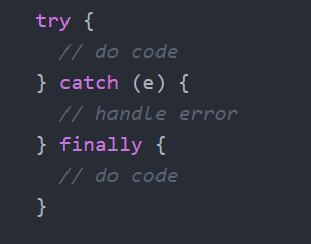 try {
  // do code
} catch (e) {
  // handle error
} finally {
  // do code
}